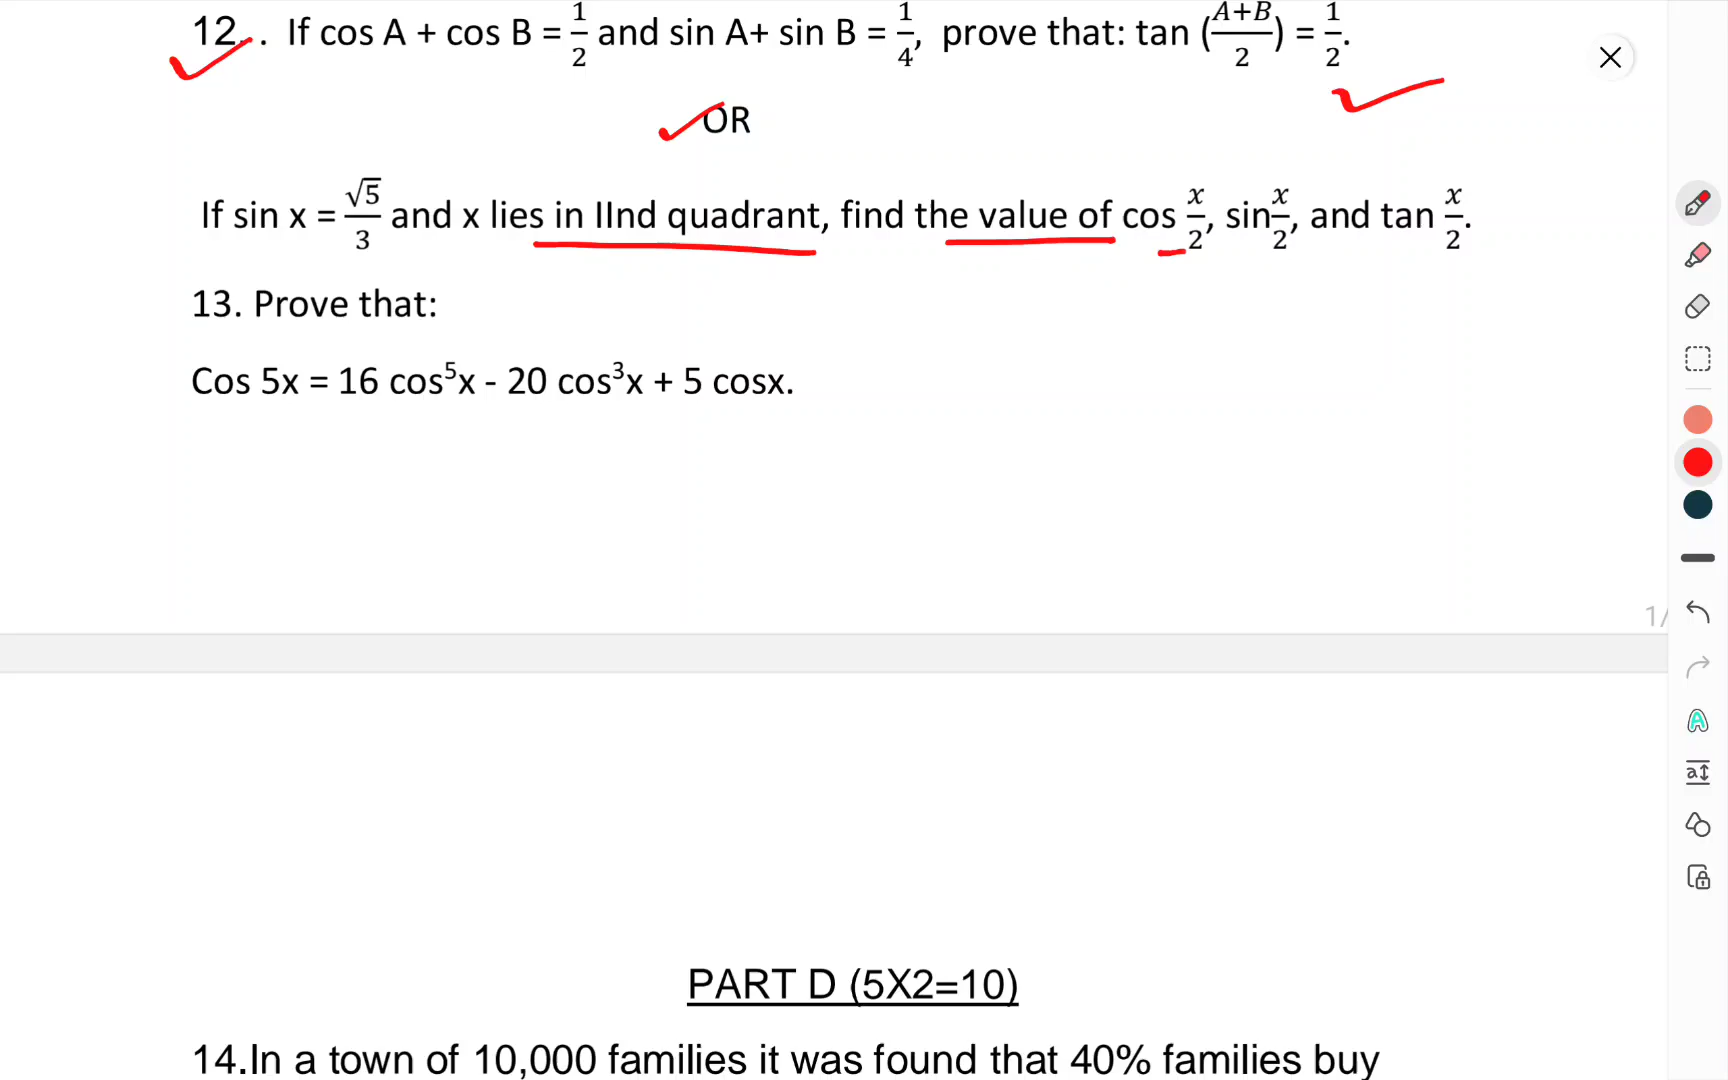 12. . If cos A + cos B = 1/2 and sin A+ sin B = 1/4, prove that: tan (A+B/2) = 1/2.
OR
If sin x = √5/3 and x lies in IInd quadrant, find the value of cos x/2, sin x/2, and tan x/2.
13. Prove that:
Cos 5x = 16 cos⁵x - 20 cos³x + 5 cosx.
1/
PART D (5X2=10)
14.In a town of 10,000 families it was found that 40% families buy